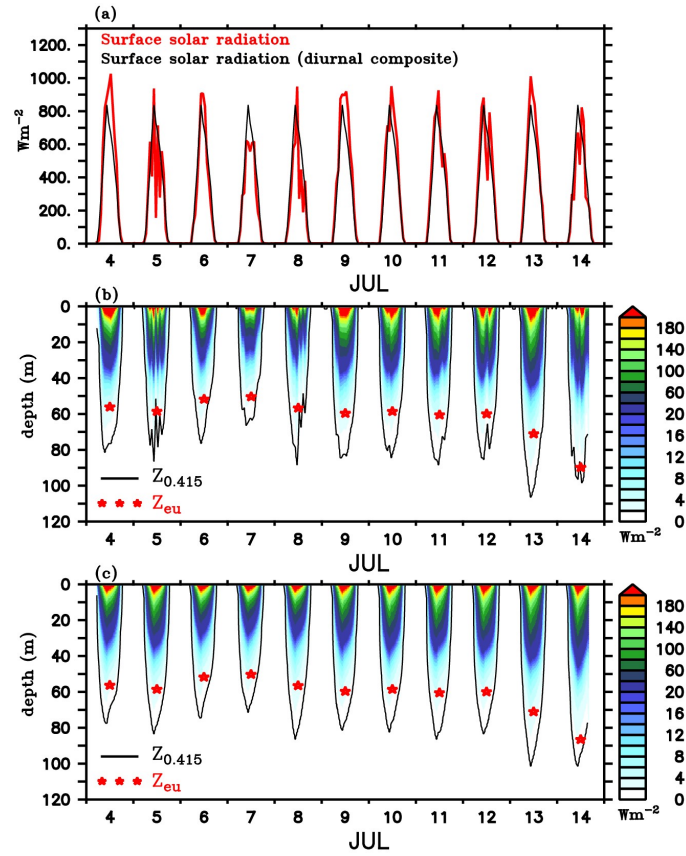 (a)
Surface solar radiation
Surface solar radiation (diurnal composite)
1200.
1000.
800.
600.
400.
200.
0.
Wm⁻²
4 5 6 7 8 9 10 11 12 13 14
JUL
(b)
0
20
40
60
80
100
120
depth (m)
Z0.415
Zeu
4 5 6 7 8 9 10 11 12 13 14
JUL
180
140
100
60
20
8
4
0
Wm⁻²
(c)
0
20
40
60
80
100
120
depth (m)
Z0.415
Zeu
4 5 6 7 8 9 10 11 12 13 14
JUL
180
140
100
60
20
8
4
0
Wm⁻²